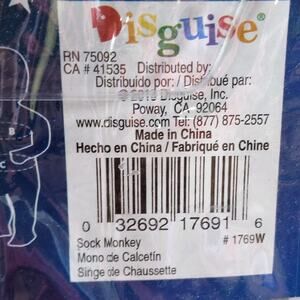 Disguise®
RN 75092
CA # 41535 Distributed by:
Distribuido por: / Distribué par:
Disguise, Inc.
Poway, CA 92064
www.disguise.com Tel: (877) 875-2557
Made in China
Hecho en China / Fabriqué en Chine
0 32692 17691 6
Sock Monkey # 1769W
Mono de Calcetín
Singe de Chaussette
B
C